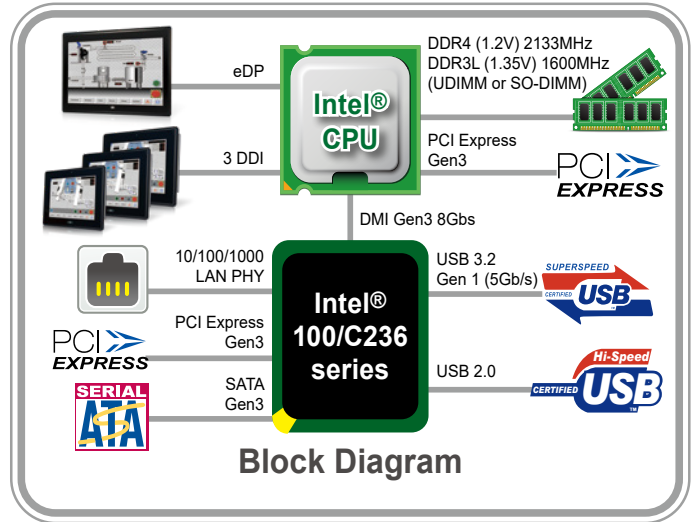 eDP
Intel®
CPU
DDR4 (1.2V) 2133MHz
DDR3L (1.35V) 1600MHz
(UDIMM or SO-DIMM)
3 DDI
PCI Express
Gen3
PCI
EXPRESS
DMI Gen3 8Gbs
10/100/1000
LAN PHY
Intel®
100/C236
series
USB 3.2
Gen 1 (5Gb/s)
SUPERSPEED
CERTIFIED USB
PCI
EXPRESS
PCI Express
Gen3
SERIAL
ATA
SATA
Gen3
USB 2.0
Hi-Speed
CERTIFIED USB
TM
Block Diagram